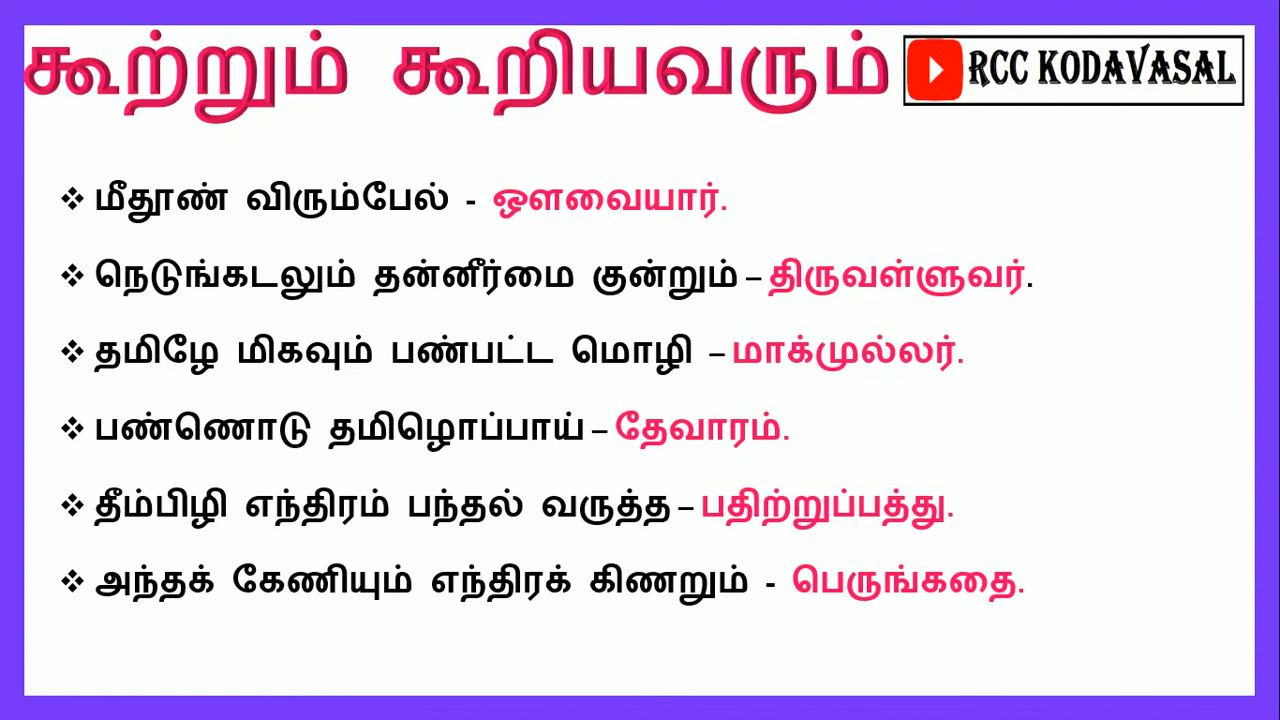 கூற்றும் கூறியவரும் RCC KODAVASAL
❖ மீதூண் விரும்பேல் - ஔவையார்.
❖ நெடுங்கடலும் தன்னீர்மை குன்றும் – திருவள்ளுவர்.
❖ தமிழே மிகவும் பண்பட்ட மொழி – மாக்முல்லர்.
❖ பண்ணொடு தமிழொப்பாய் – தேவாரம்.
❖ தீம்பிழி எந்திரம் பந்தல் வருத்த – பதிற்றுப்பத்து.
❖ அந்தக் கேணியும் எந்திரக் கிணறும் - பெருங்கதை.